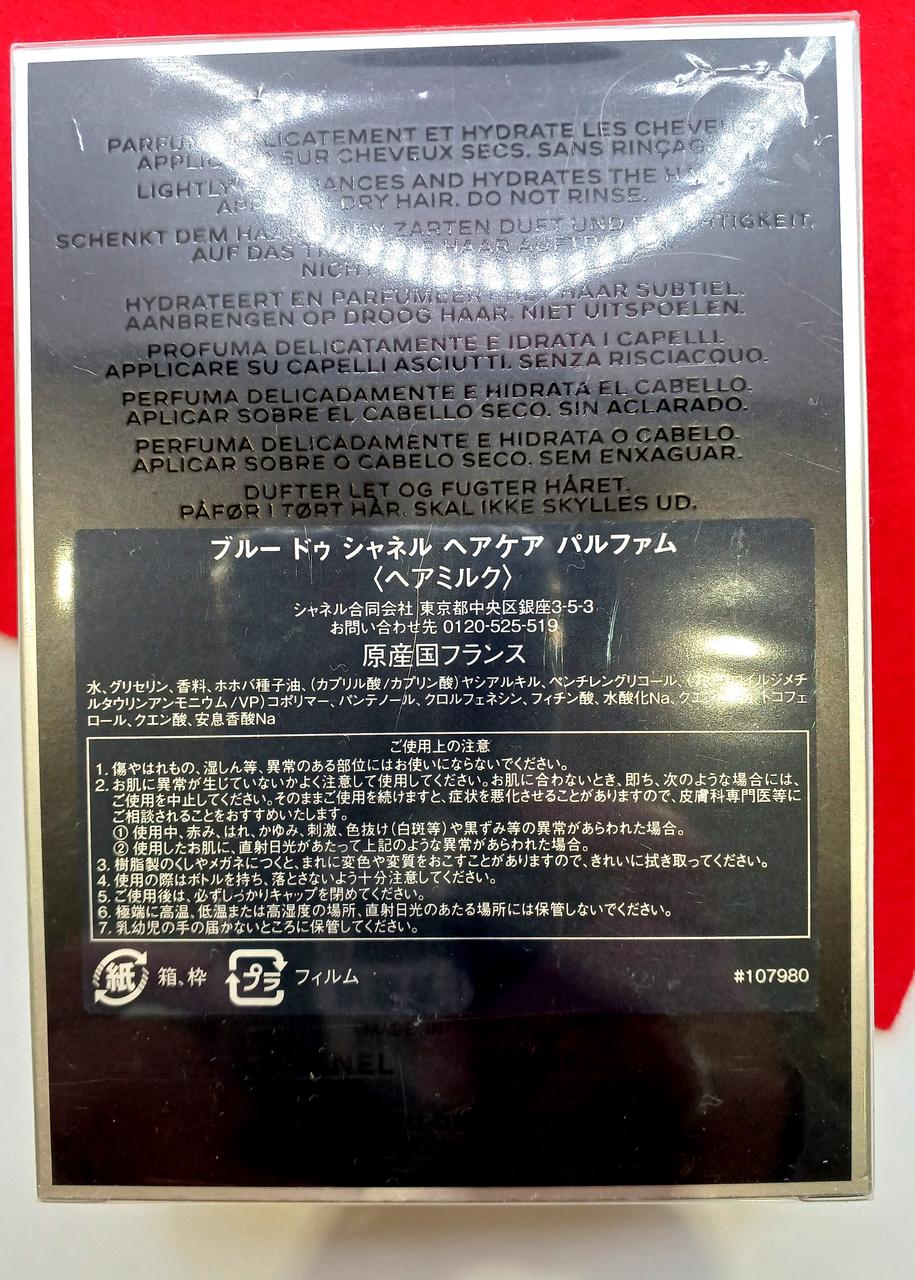 PARFUME DÉLICATEMENT ET HYDRATE LES CHEVEUX.
SUR CHEVEUX SECS. SANS
LIGHTLY AND HYDRATES THE
DRY HAIR. DO NOT RINSE.
SCHENKT DEM ZARTEN DUFT UND
AUF DAS HAAR
NICHT
HYDRATEERT EN PARFUMEERT HET HAAR SUBTIEL.
AANBRENGEN OP DROOG HAAR. NIET UITSPOELEN.
PROFUMA DELICATAMENTE E IDRATA I CAPELLI.
APPLICARE SU CAPELLI ASCIUTTI. SENZA RISCIACQUO.
PERFUMA DELICADAMENTE E HIDRATA EL CABELLO.
APLICAR SOBRE EL CABELLO SECO. SIN ACLARADO.
PERFUMA DELICADAMENTE E HIDRATA O CABELO.
APLICAR SOBRE O CABELO SECO. SEM ENXAGUAR.
DUFTER LET OG FUGTER HÅRET.
PÅFØR I TØRT HÅR. SKAL IKKE SKYLLES UD.
ブルー ドゥ シャネル ヘアケア パルファム
〈ヘアミルク〉
シャネル合同会社 東京都中央区銀座3-5-3
お問い合わせ先 0120-525-519
原産国フランス
水、グリセリン、香料、ホホバ種子油、(カプリル酸/カプリン酸)ヤシアルキル、ペンチレングリコール、
ルタウリンアンモニウム/VP)コポリマー、パンテノール、クロルフェネシン、フィチン酸、水酸化Na、トコフェ
ロール、クエン酸、安息香酸Na
ご使用上の注意
1. 傷やはれもの、湿しん等、異常のある部位にはお使いにならないでください。
2. お肌に異常が生じていないかよく注意して使用してください。お肌に合わないとき、即ち、次のような場合には、
ご使用を中止してください。そのままご使用を続けますと、症状を悪化させることがありますので、皮膚科専門医等に
ご相談されることをおすすめいたします。
① 使用中、赤み、はれ、かゆみ、刺激、色抜け(白斑等)や黒ずみ等の異常があらわれた場合。
② 使用したお肌に、直射日光があたって上記のような異常があらわれた場合。
3. 樹脂製のくしやメガネにつくと、まれに変色や変質をおこすことがありますので、きれいに拭き取ってください。
4. 使用の際はボトルを持ち、落とさないよう十分注意してください。
5. ご使用後は、必ずしっかりキャップを閉めてください。
6. 極端に高温、低温または高湿度の場所、直射日光のあたる場所には保管しないでください。
7. 乳幼児の手の届かないところに保管してください。
紙 箱、枠 プラ フィルム #107980
MADE IN